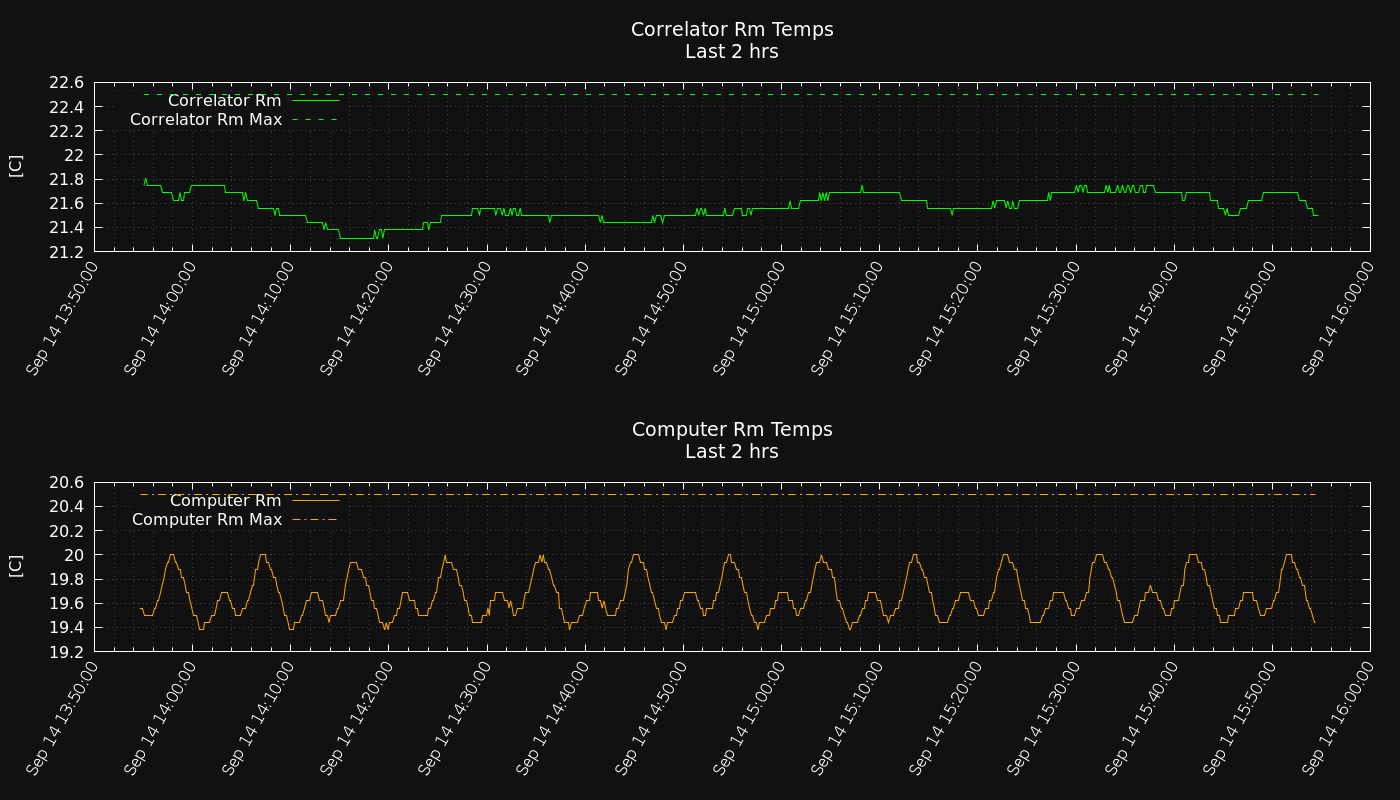 Correlator Rm Temps
Last 2 hrs
22.6
22.4
22.2
22
21.8
21.6
21.4
21.2
[C]
Correlator Rm
Correlator Rm Max
Sep 14 13:50:00
Sep 14 14:00:00
Sep 14 14:10:00
Sep 14 14:20:00
Sep 14 14:30:00
Sep 14 14:40:00
Sep 14 14:50:00
Sep 14 15:00:00
Sep 14 15:10:00
Sep 14 15:20:00
Sep 14 15:30:00
Sep 14 15:40:00
Sep 14 15:50:00
Sep 14 16:00:00
Computer Rm Temps
Last 2 hrs
20.6
20.4
20.2
20
19.8
19.6
19.4
19.2
[C]
Computer Rm
Computer Rm Max
Sep 14 13:50:00
Sep 14 14:00:00
Sep 14 14:10:00
Sep 14 14:20:00
Sep 14 14:30:00
Sep 14 14:40:00
Sep 14 14:50:00
Sep 14 15:00:00
Sep 14 15:10:00
Sep 14 15:20:00
Sep 14 15:30:00
Sep 14 15:40:00
Sep 14 15:50:00
Sep 14 16:00:00